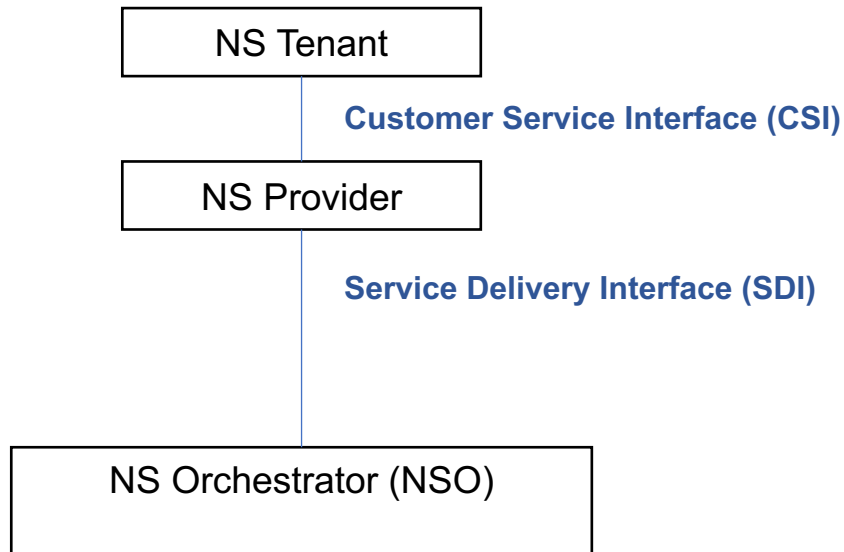 NS Tenant
Customer Service Interface (CSI)
NS Provider
Service Delivery Interface (SDI)
NS Orchestrator (NSO)